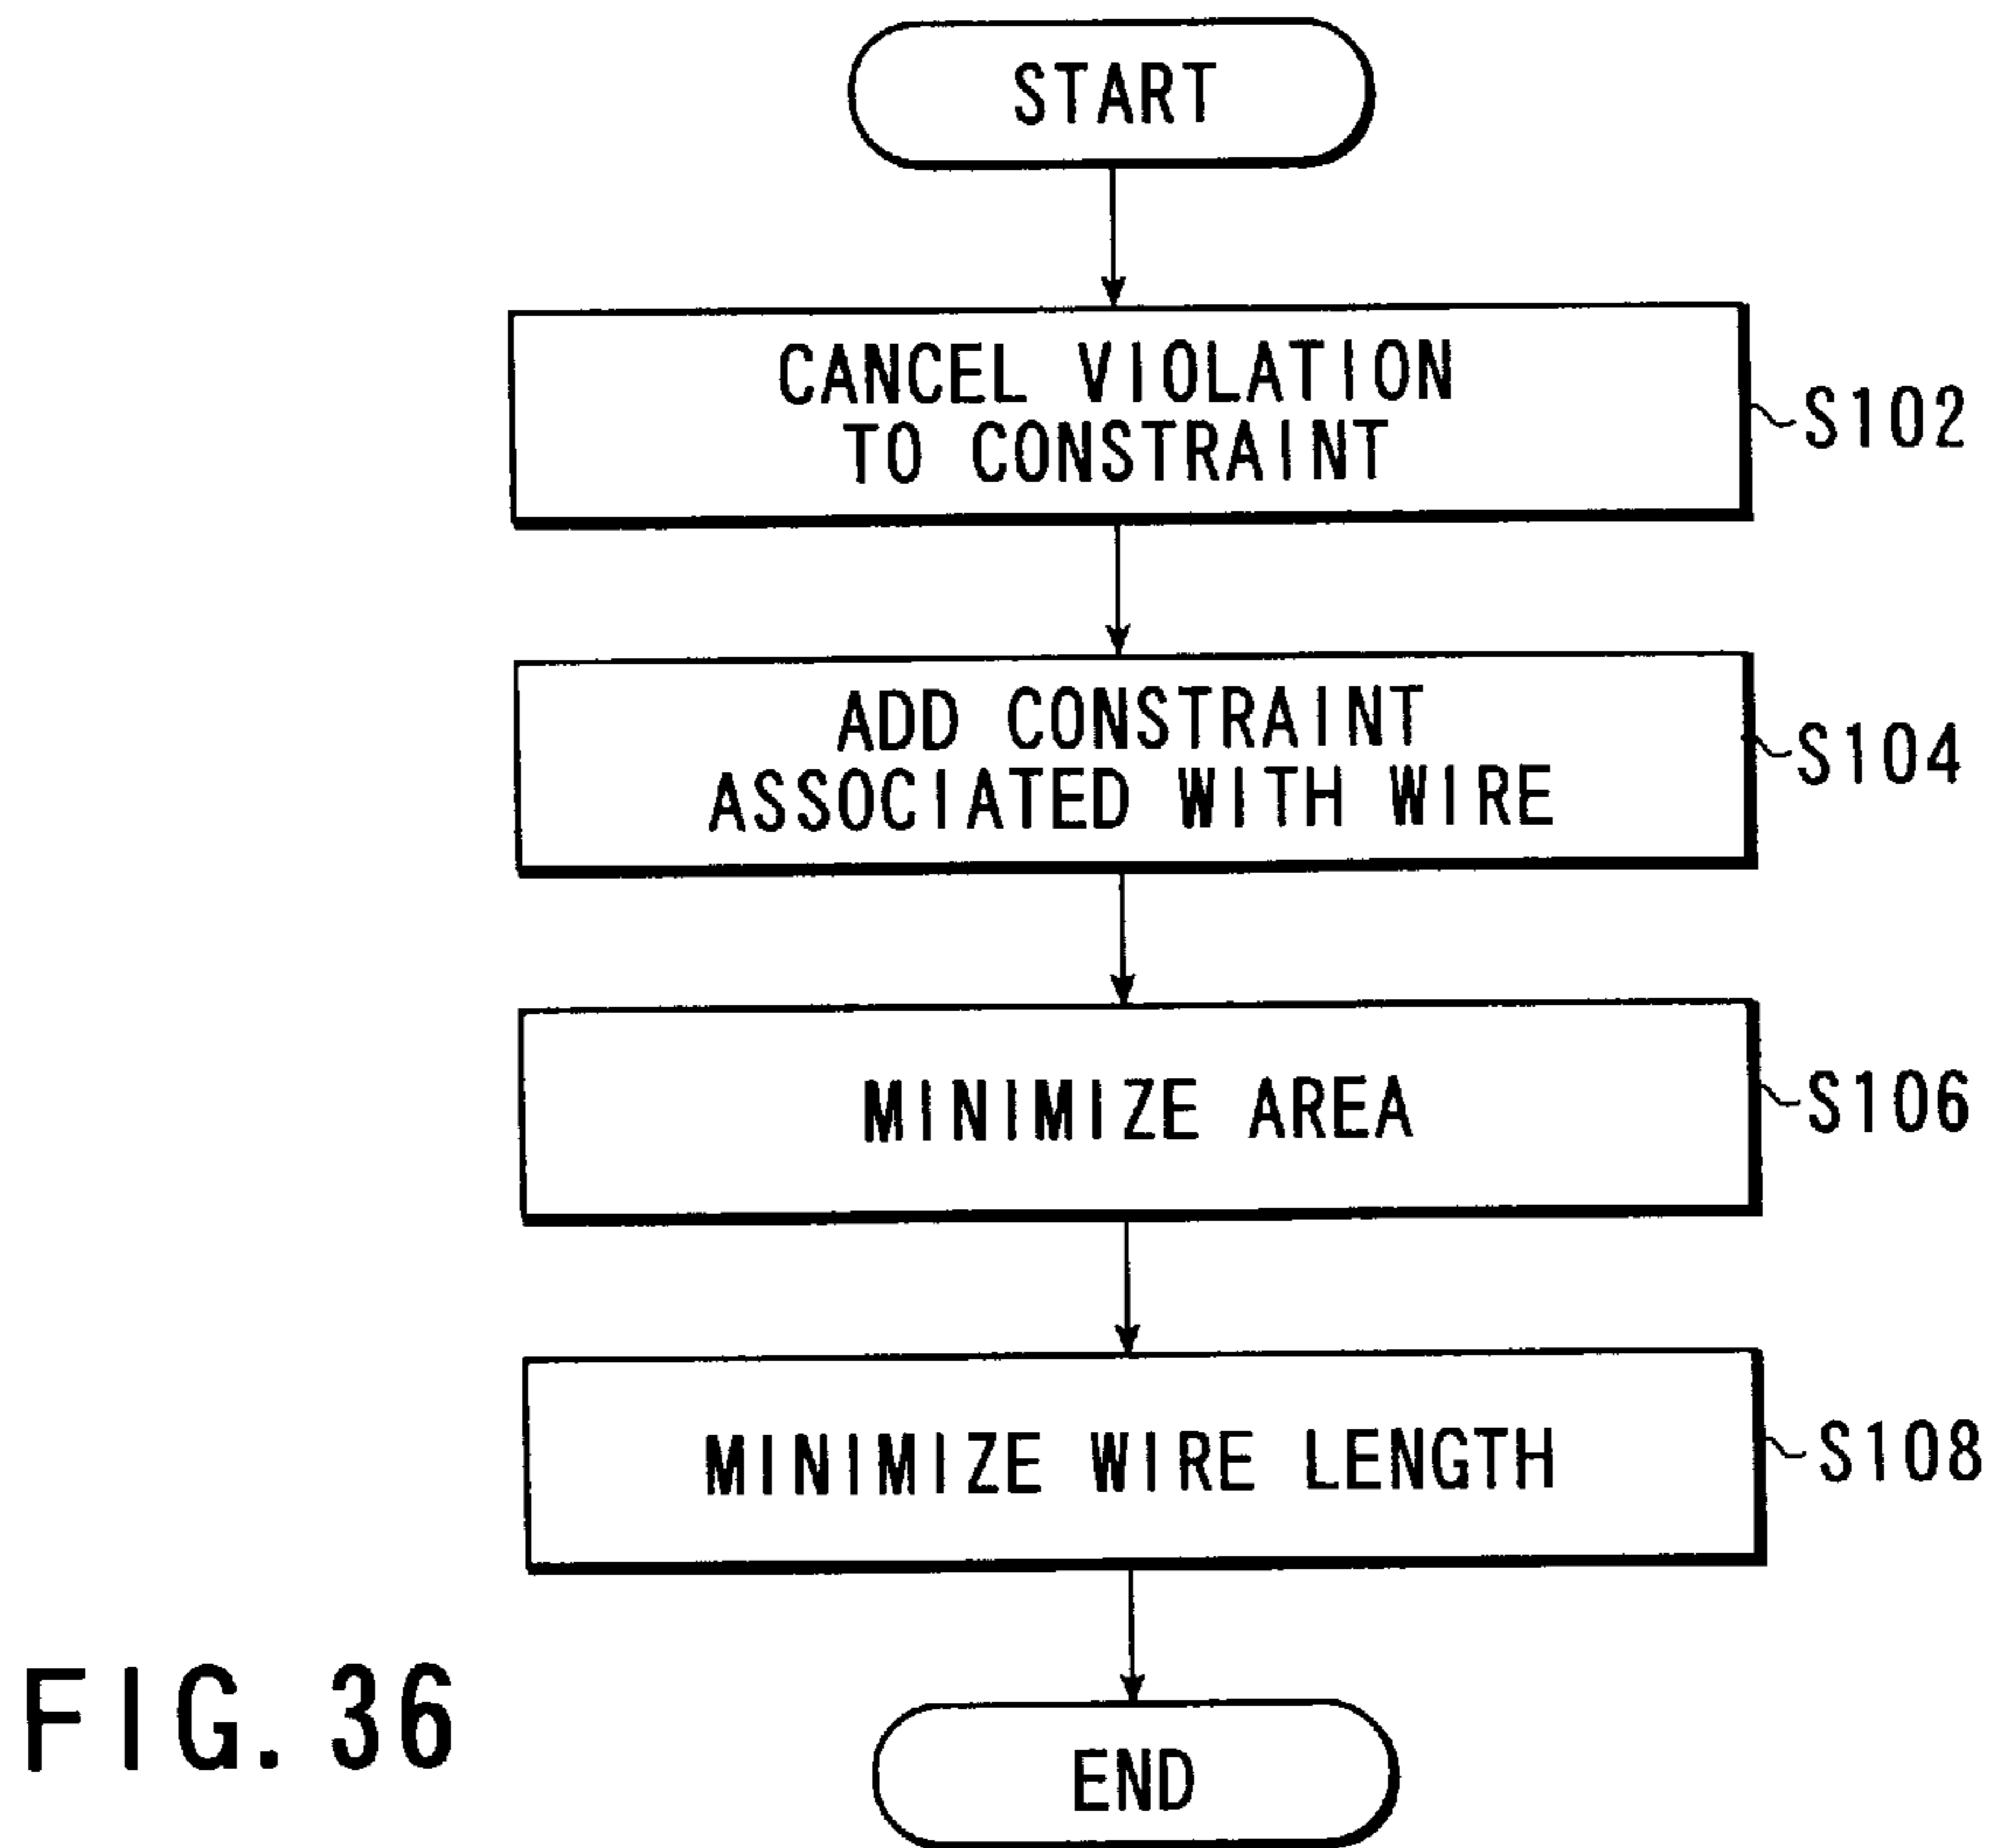 START
CANCEL VIOLATION
TO CONSTRAINT
S102
ADD CONSTRAINT
ASSOCIATED WITH WIRE
S104
MINIMIZE AREA
S106
MINIMIZE WIRE LENGTH
S108
END
FIG. 36